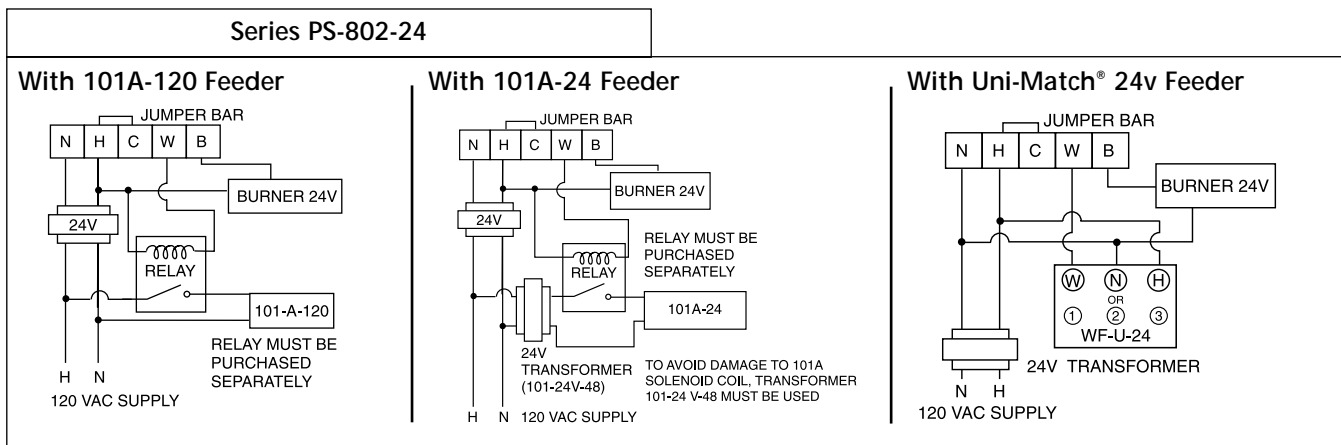 Series PS-802-24
With 101A-120 Feeder
JUMPER BAR
N H C W B
BURNER 24V
24V
RELAY
101-A-120
RELAY MUST BE
PURCHASED
SEPARATELY
H N
120 VAC SUPPLY
With 101A-24 Feeder
JUMPER BAR
N H C W B
BURNER 24V
24V
RELAY MUST BE
PURCHASED
SEPARATELY
RELAY
101A-24
24V
TRANSFORMER
(101-24V-48)
TO AVOID DAMAGE TO 101A
SOLENOID COIL, TRANSFORMER
101-24 V-48 MUST BE USED
H N 120 VAC SUPPLY
With Uni-Match® 24v Feeder
JUMPER BAR
N H C W B
BURNER 24V
W N H
OR
1 2 3
WF-U-24
24V TRANSFORMER
N H
120 VAC SUPPLY